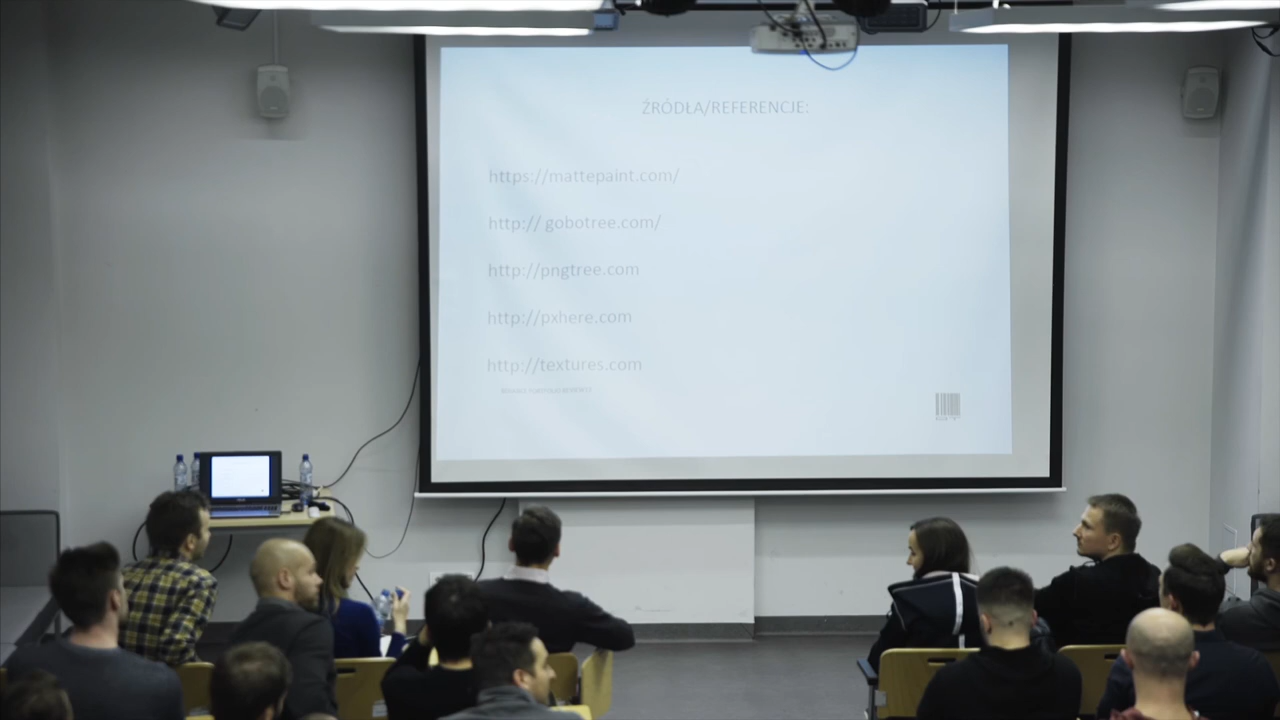 ŹRÓDŁA/REFERENCJE:
https://mattepaint.com/
http:// gobotree.com/
http://pngtree.com
http://pxhere.com
http://textures.com